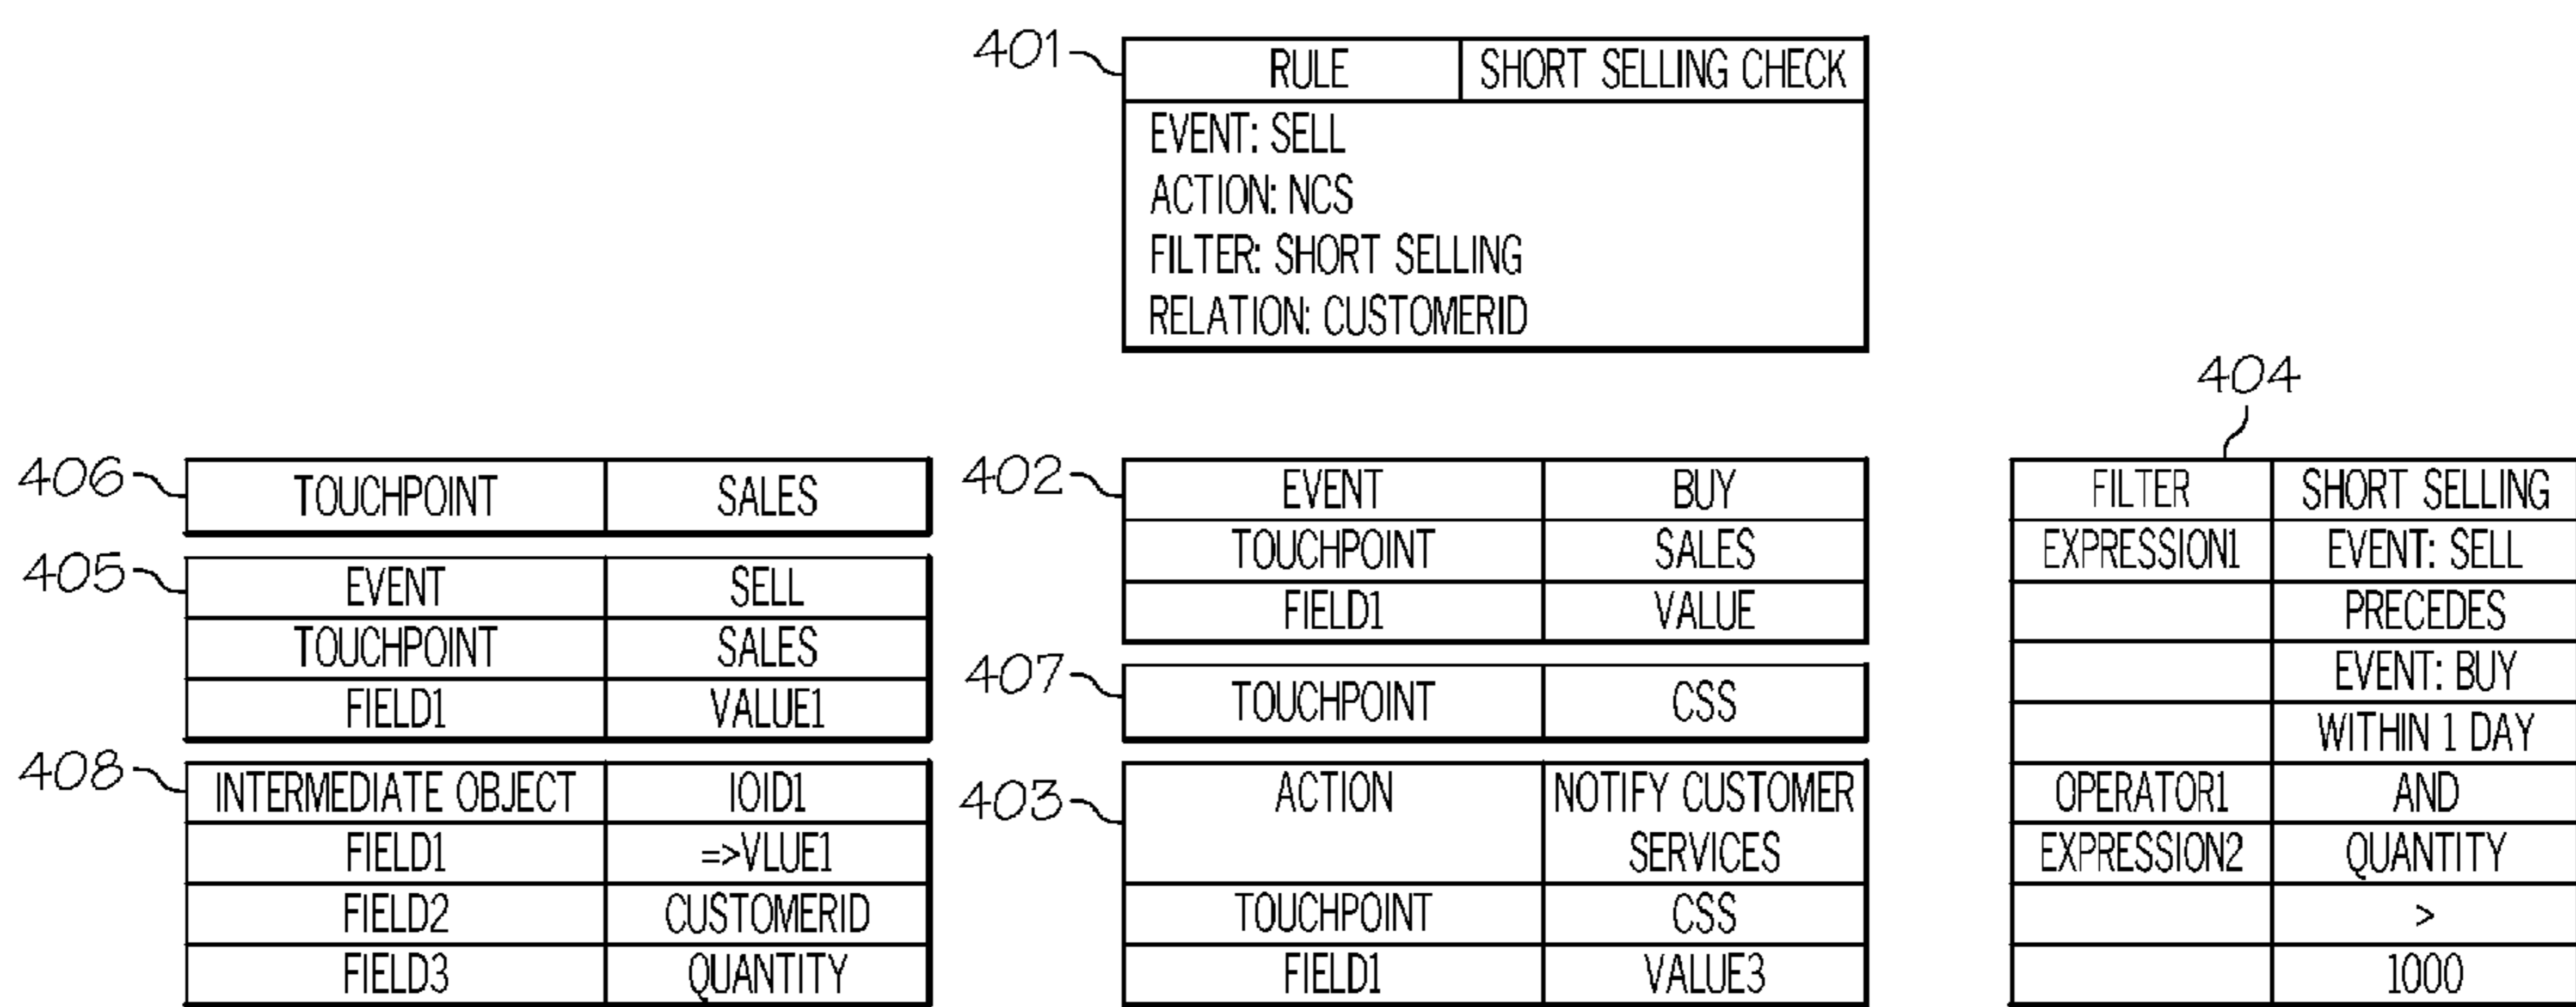 401
RULE SHORT SELLING CHECK
EVENT: SELL
ACTION: NCS
FILTER: SHORT SELLING
RELATION: CUSTOMERID
406
TOUCHPOINT SALES
405
EVENT SELL
TOUCHPOINT SALES
FIELD1 VALUE1
408
INTERMEDIATE OBJECT IOID1
FIELD1 =>VLUE1
FIELD2 CUSTOMERID
FIELD3 QUANTITY
402
EVENT BUY
TOUCHPOINT SALES
FIELD1 VALUE
407
TOUCHPOINT CSS
403
ACTION NOTIFY CUSTOMER
SERVICES
TOUCHPOINT CSS
FIELD1 VALUE3
404
FILTER SHORT SELLING
EXPRESSION1 EVENT: SELL
PRECEDES
EVENT: BUY
WITHIN 1 DAY
OPERATOR1 AND
EXPRESSION2 QUANTITY
>
1000